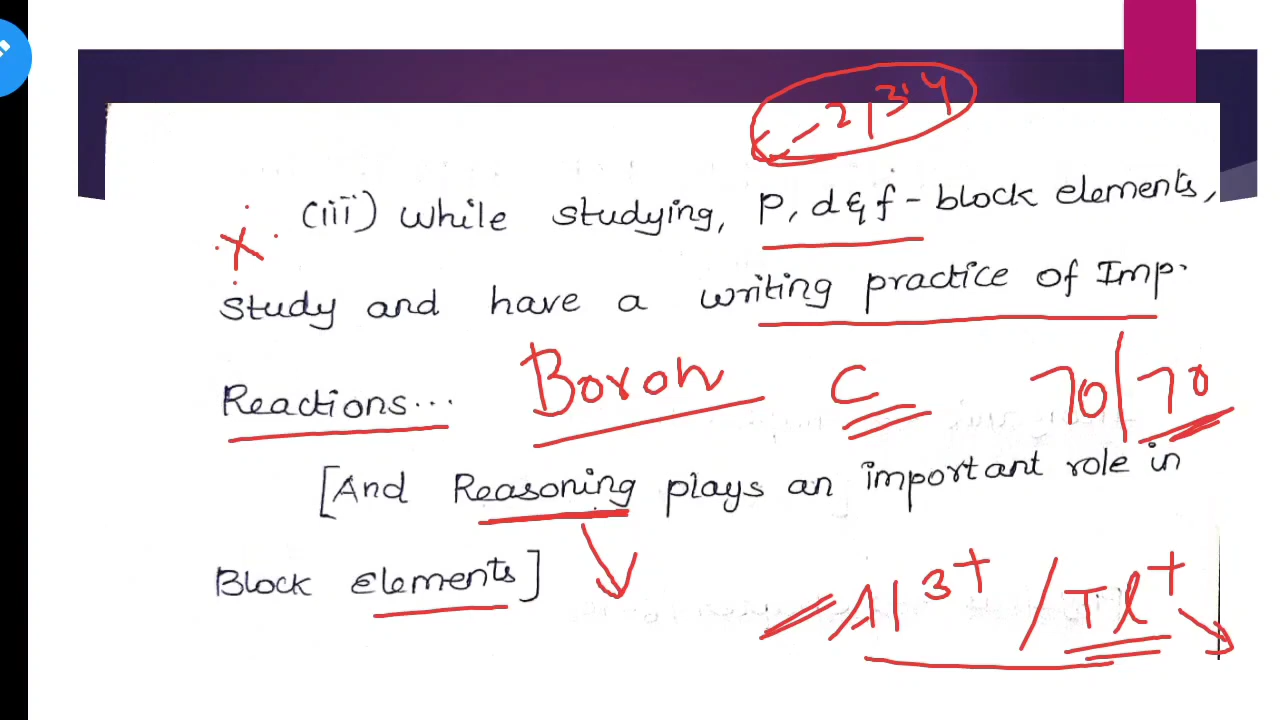 2, 3, 4
(iii) While studying, P, d & f - block elements,
study and have a writing practice of Imp.
Reactions... Boron C 70/70
[And Reasoning plays an important role in
Block elements]
Al3+ / Tl+